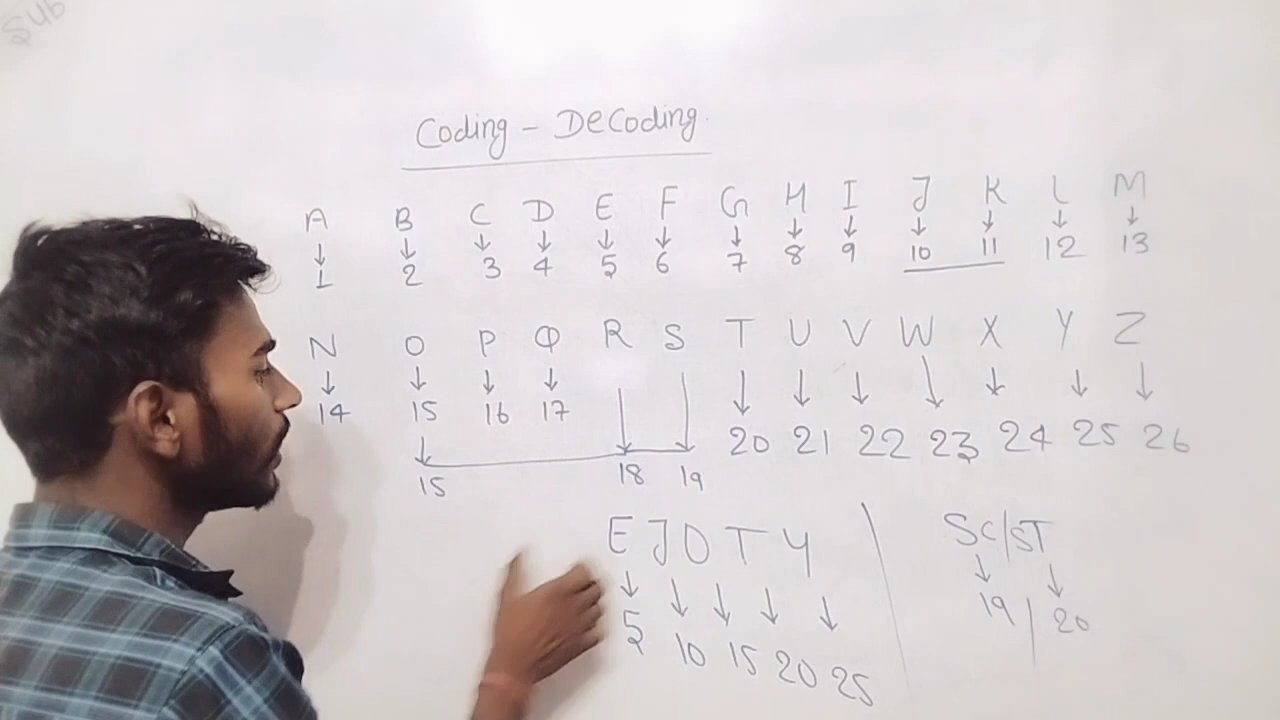 Sub
Coding - Decoding
A B C D E F G H I J K L M
1 2 3 4 5 6 7 8 9 10 11 12 13
N O P Q R S T U V W X Y Z
14 15 16 17
20 21 22 23 24 25 26
15 18 19
E J O T Y
5 10 15 20 25
SC/ST
19/20